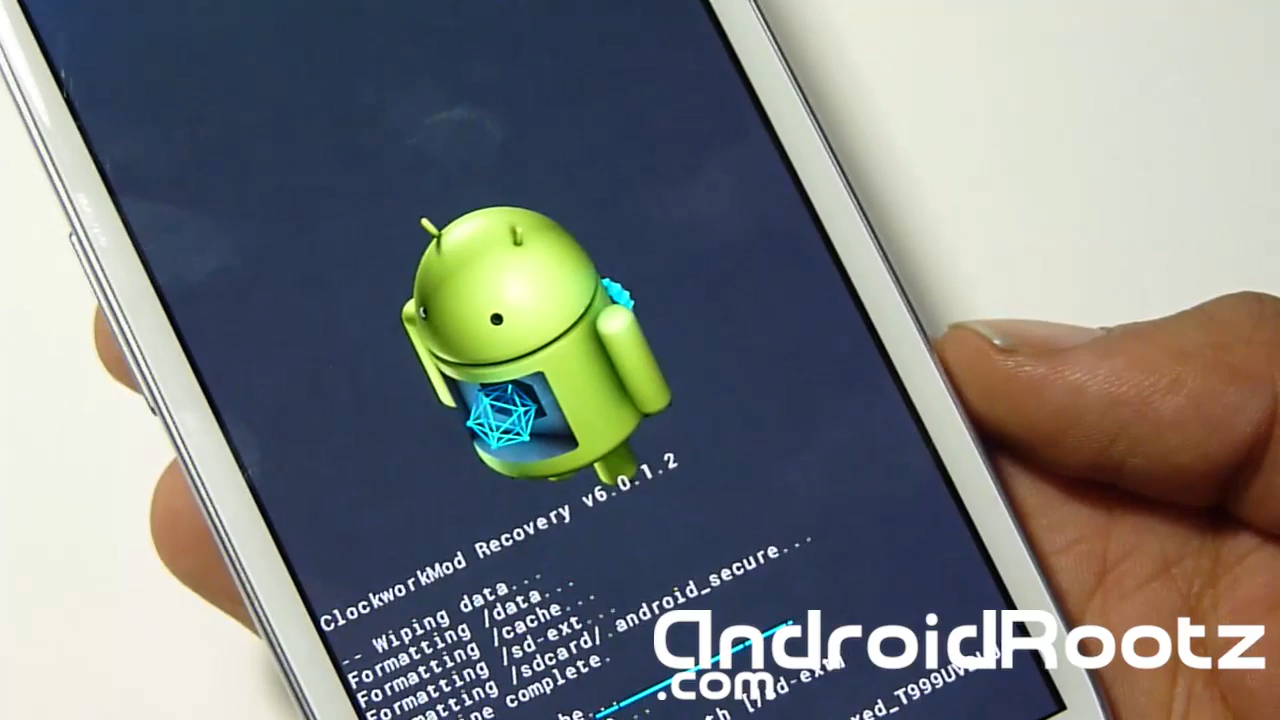 ClockworkMod Recovery v6.0.1.2
-- Wiping data...
Formatting /data...
Formatting /cache...
Formatting /sd-ext...
Formatting /sdcard/.android_secure...
complete.
AndroidRootz
.com